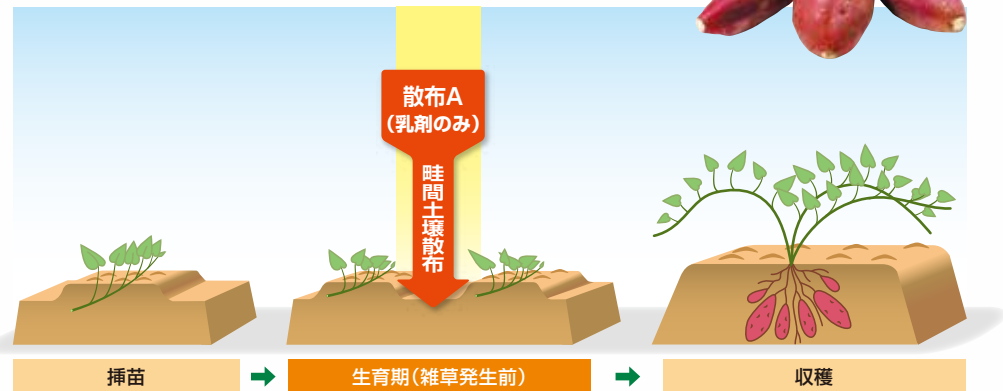 散布A
(乳剤のみ)
畦間土壌散布
挿苗
生育期(雑草発生前)
収穫